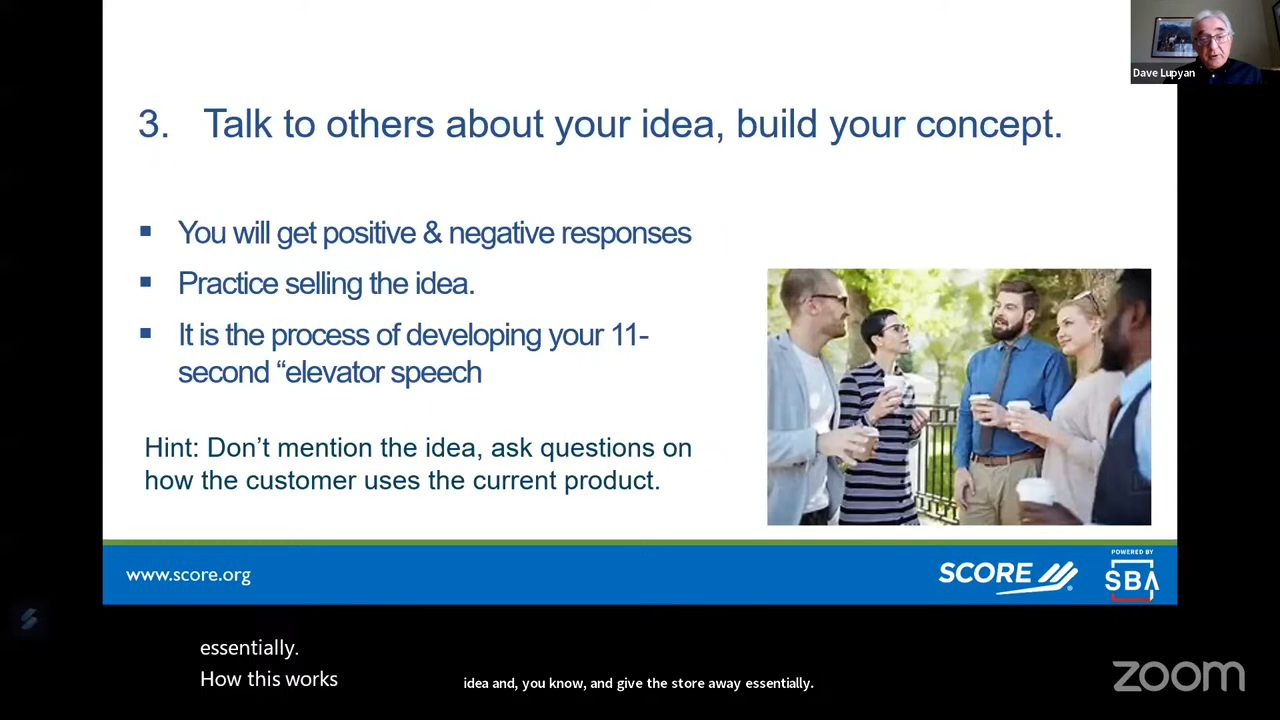 Dave Lupyan
3. Talk to others about your idea, build your concept.
▪ You will get positive & negative responses
▪ Practice selling the idea.
▪ It is the process of developing your 11-
second “elevator speech
Hint: Don’t mention the idea, ask questions on
how the customer uses the current product.
www.score.org
SCORE
®
POWERED BY
SBA
essentially.
How this works
idea and, you know, and give the store away essentially.
zoom